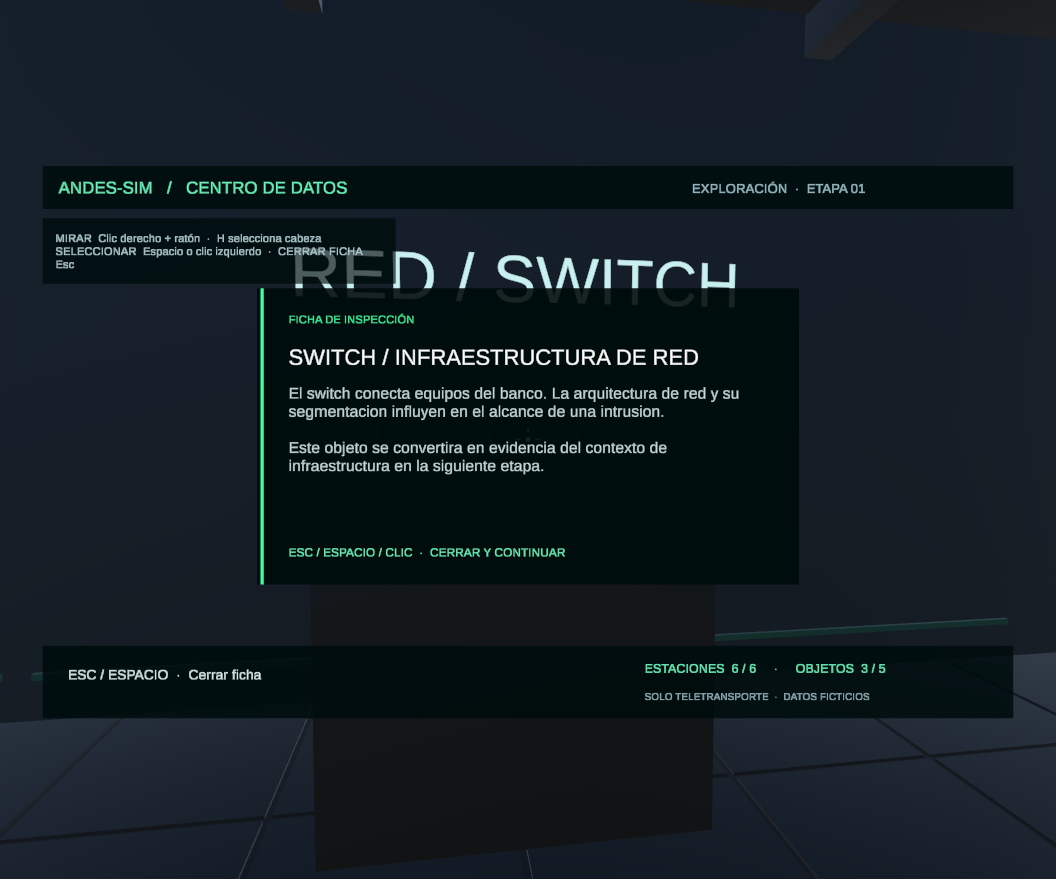 ANDES-SIM / CENTRO DE DATOS
EXPLORACIÓN · ETAPA 01
MIRAR Clic derecho + ratón · H selecciona cabeza
SELECCIONAR Espacio o clic izquierdo · CERRAR FICHA
Esc
RED / SWITCH
FICHA DE INSPECCIÓN
SWITCH / INFRAESTRUCTURA DE RED
El switch conecta equipos del banco. La arquitectura de red y su
segmentacion influyen en el alcance de una intrusion.
Este objeto se convertira en evidencia del contexto de
infraestructura en la siguiente etapa.
ESC / ESPACIO / CLIC · CERRAR Y CONTINUAR
ESC / ESPACIO · Cerrar ficha
ESTACIONES 6 / 6 · OBJETOS 3 / 5
SOLO TELETRANSPORTE · DATOS FICTICIOS